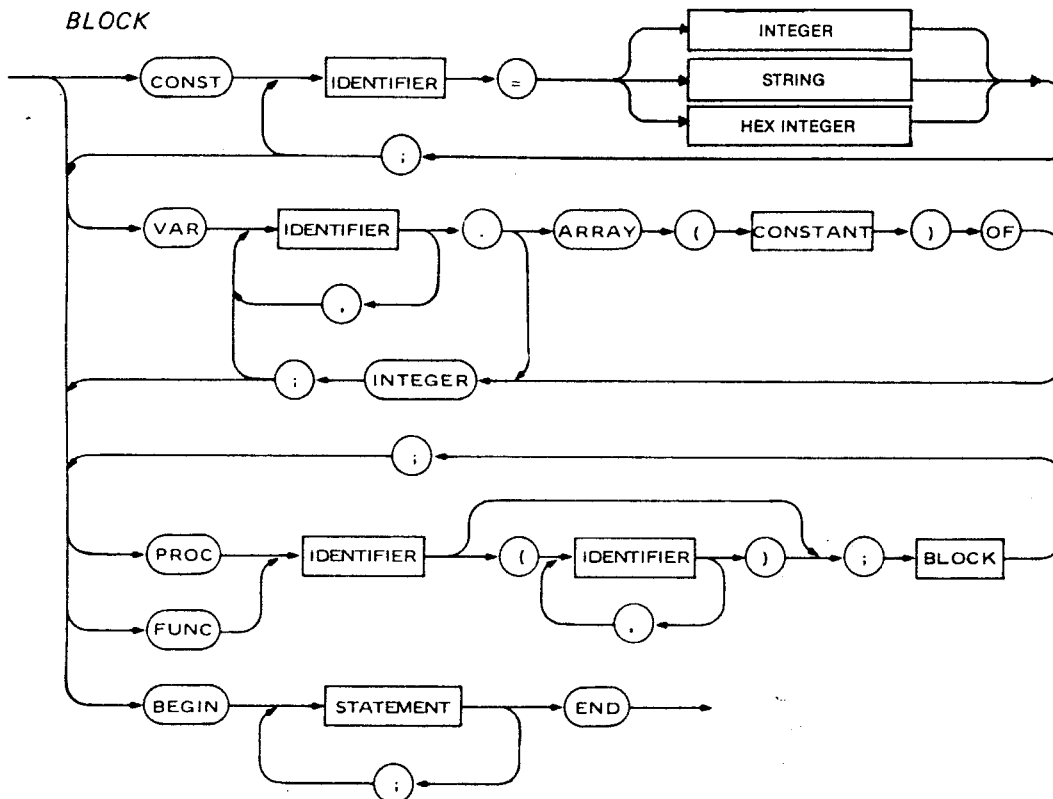 BLOCK
INTEGER
CONST IDENTIFIER = STRING
HEX INTEGER
;
VAR IDENTIFIER . ARRAY ( CONSTANT ) OF
,
; INTEGER
;
PROC IDENTIFIER ( IDENTIFIER ) ; BLOCK
FUNC ,
BEGIN STATEMENT END
;